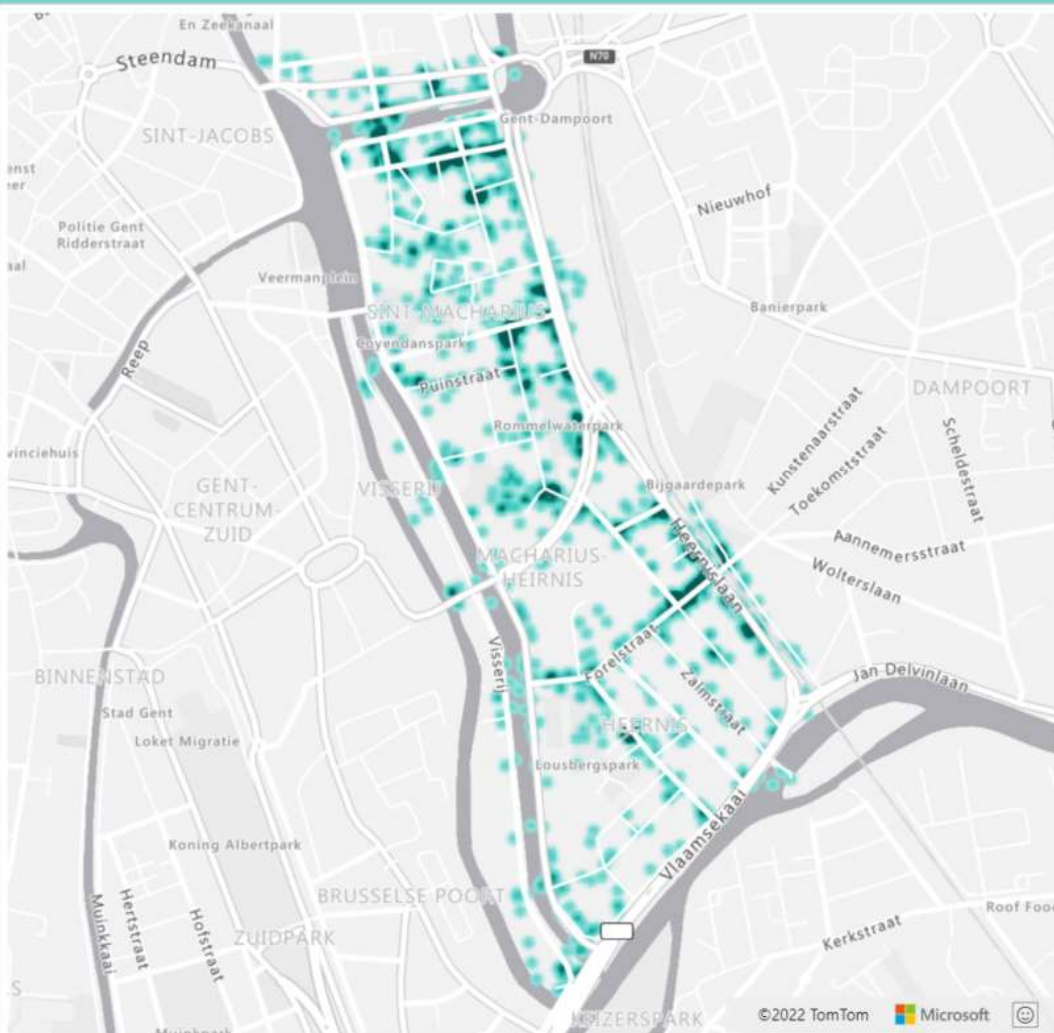 En Zeekanaal
Steendam
N70
Gent-Dampoort
SINT-JACOBS
Nieuwhof
Politie Gent
Ridderstraat
Veermanplein
Banierpark
SINT MACHARIUS
Coyendanspark
Reep
Puinstraat
DAMPOORT
Kunstenaarstraat
Rommelwaterpark
Scheldestraat
Toekomststraat
vinciehuis
GENT-
CENTRUM-
ZUID
VISSERIJ
Bijgaardepark
Heernislaan
Aannemersstraat
MACHARIUS-
HEIRNIS
Wolterslaan
Visserij
Forelstraat
BINNENSTAD
Zalmstraat
Jan Delvinlaan
Stad Gent
HEERNIS
Loket Migratie
Lousbergspark
Vlaamsekaai
Koning Albertpark
BRUSSELSE POORT
Muinkkaai
Hertstraat
Hofstraat
ZUIDPARK
Roof Foo
Kerkstraat
KEIZERSPARK
©2022 TomTom
Microsoft